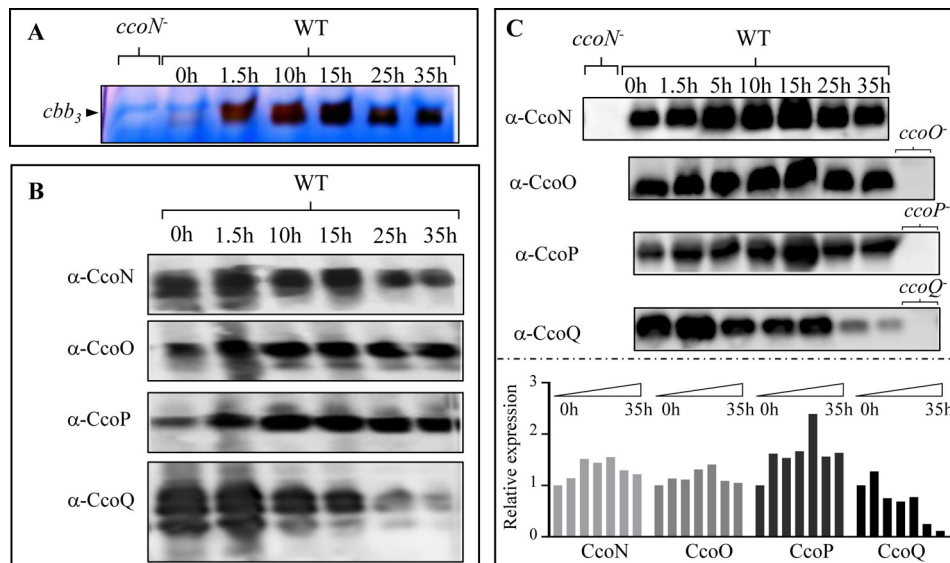 A
ccoN-
WT
0h 1.5h 10h 15h 25h 35h
cbb3
B
WT
0h 1.5h 10h 15h 25h 35h
α-CcoN
α-CcoO
α-CcoP
α-CcoQ
C
ccoN-
WT
0h 1.5h 5h 10h 15h 25h 35h
α-CcoN
ccoO-
α-CcoO
ccoP-
α-CcoP
ccoQ-
α-CcoQ
Relative expression
3
2
1
0
0h 35h 0h 35h 0h 35h 0h 35h
CcoN CcoO CcoP CcoQ